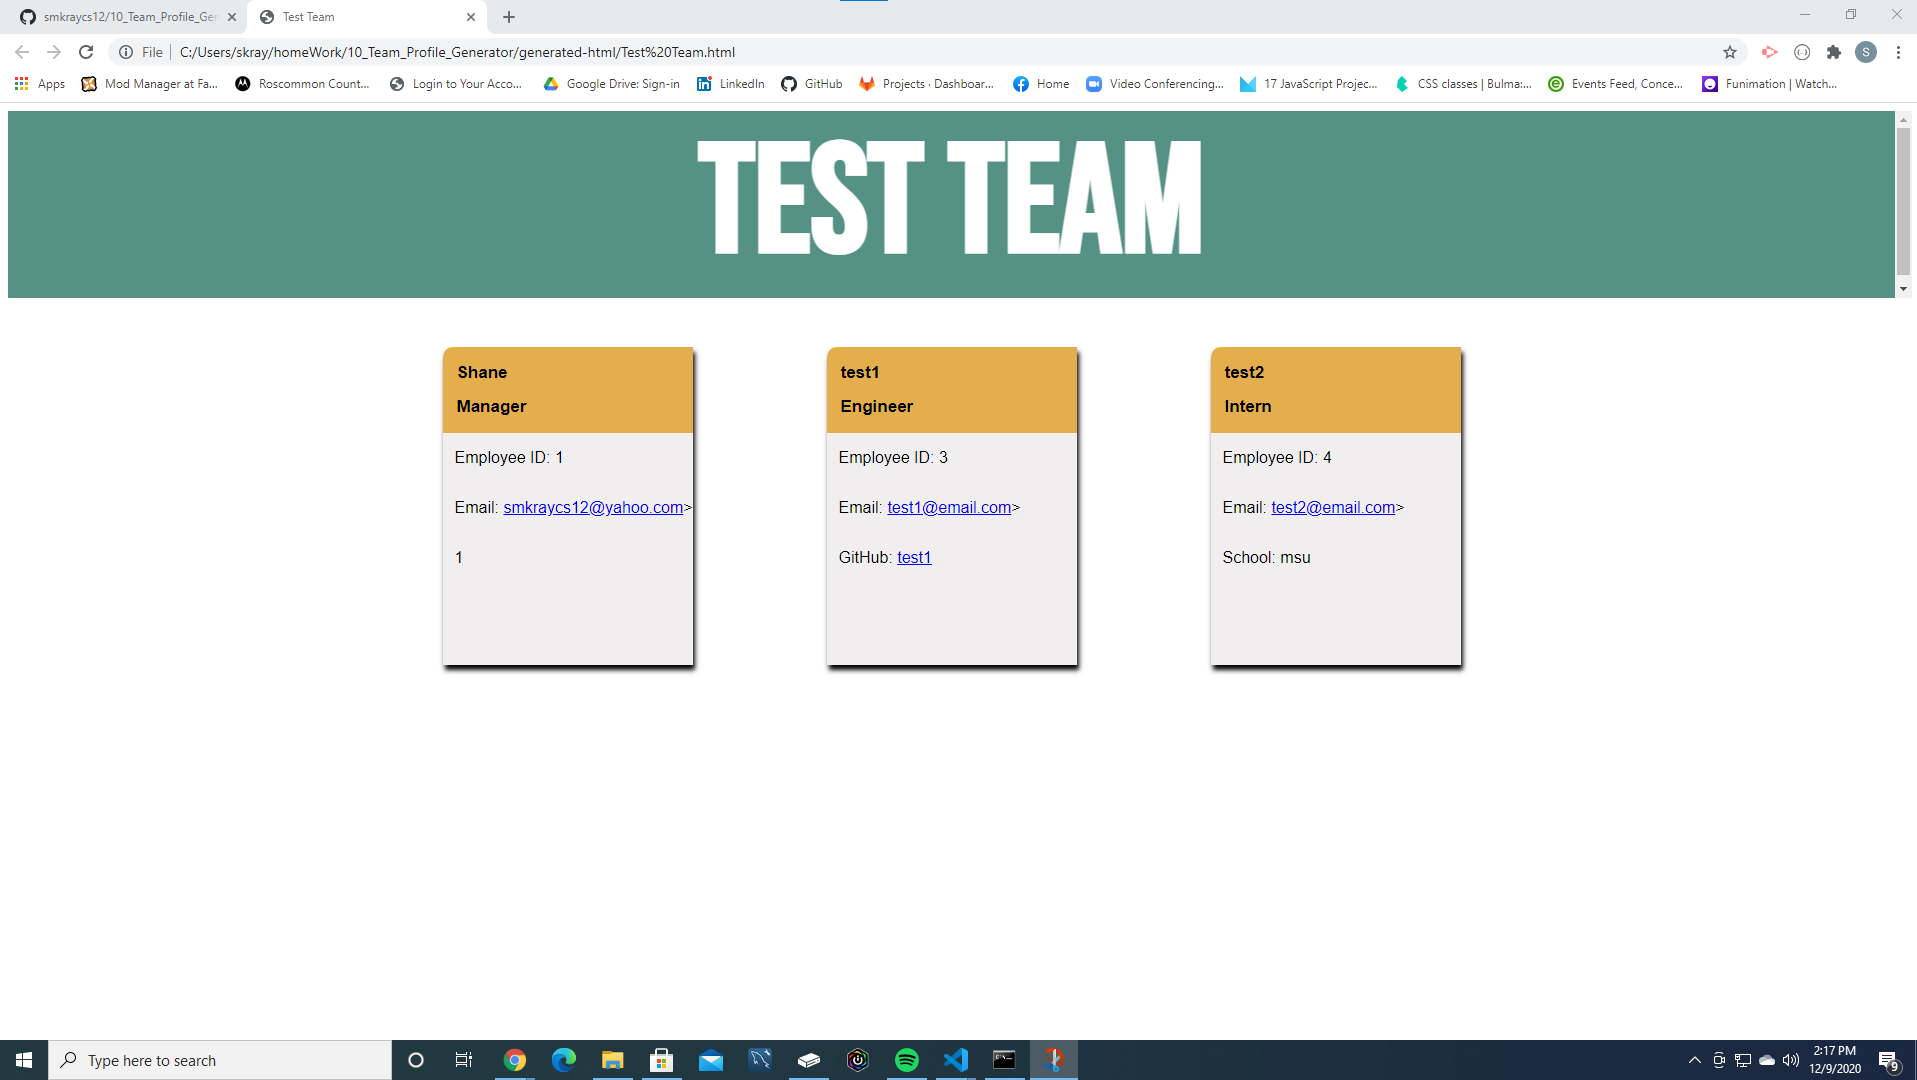 smkraycs12/10_Team_Profile_Ger
Test Team
File
C:/Users/skray/homeWork/10_Team_Profile_Generator/generated-html/Test%20Team.html
S
Apps
Mod Manager at Fa...
Roscommon Count...
Login to Your Acco...
Google Drive: Sign-in
LinkedIn
GitHub
Projects · Dashboar...
Home
Video Conferencing...
17 JavaScript Projec...
CSS classes | Bulma:...
Events Feed, Conce...
Funimation | Watch...
TEST TEAM
Shane
Manager
Employee ID: 1
Email: smkraycs12@yahoo.com>
1
test1
Engineer
Employee ID: 3
Email: test1@email.com>
GitHub: test1
test2
Intern
Employee ID: 4
Email: test2@email.com>
School: msu
Type here to search
2:17 PM
12/9/2020
9